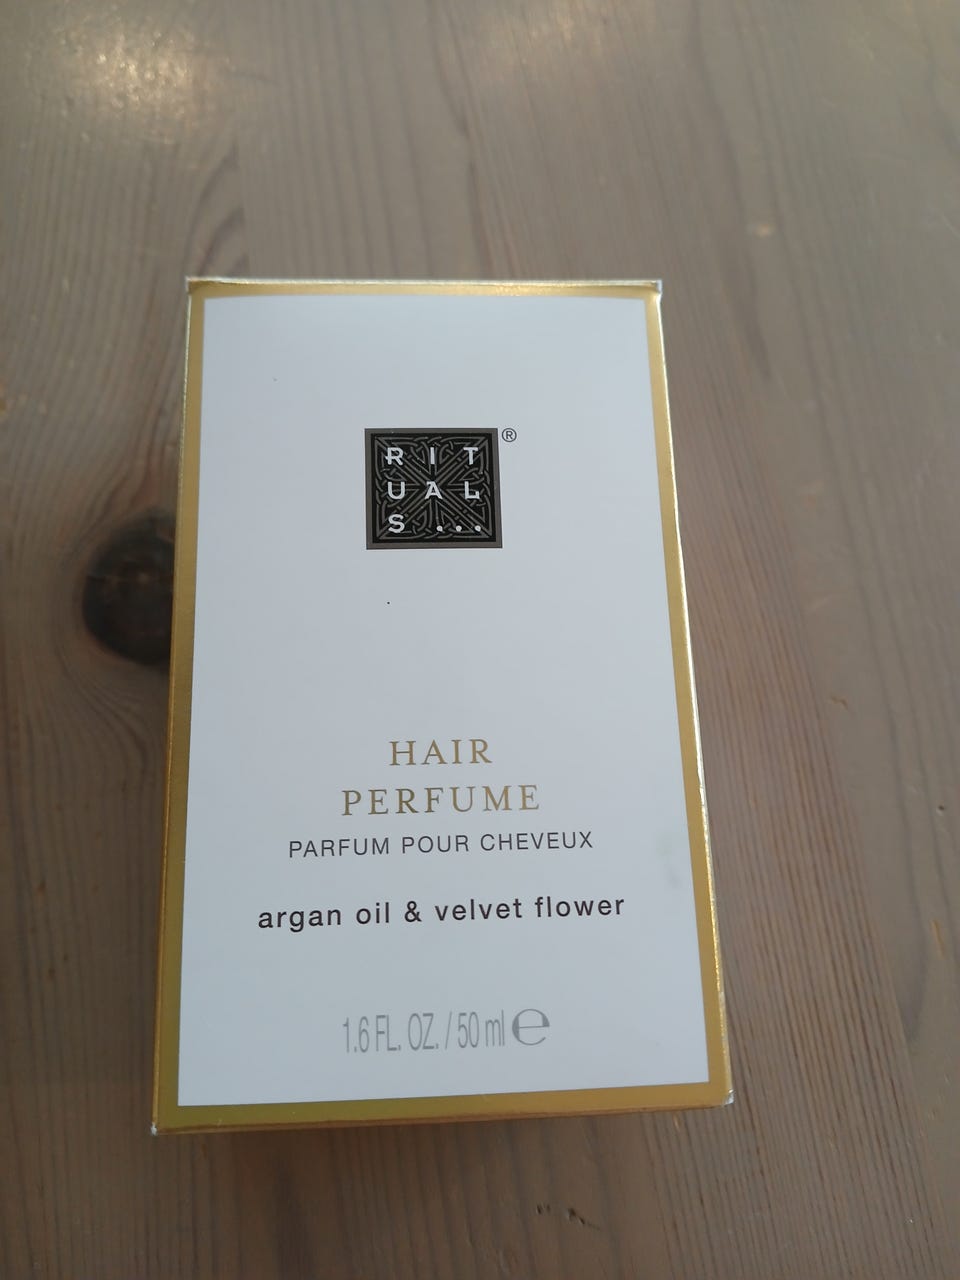 RIT
UAL
S...
®
HAIR
PERFUME
PARFUM POUR CHEVEUX
argan oil & velvet flower
1.6 FL. OZ. / 50 ml ℮